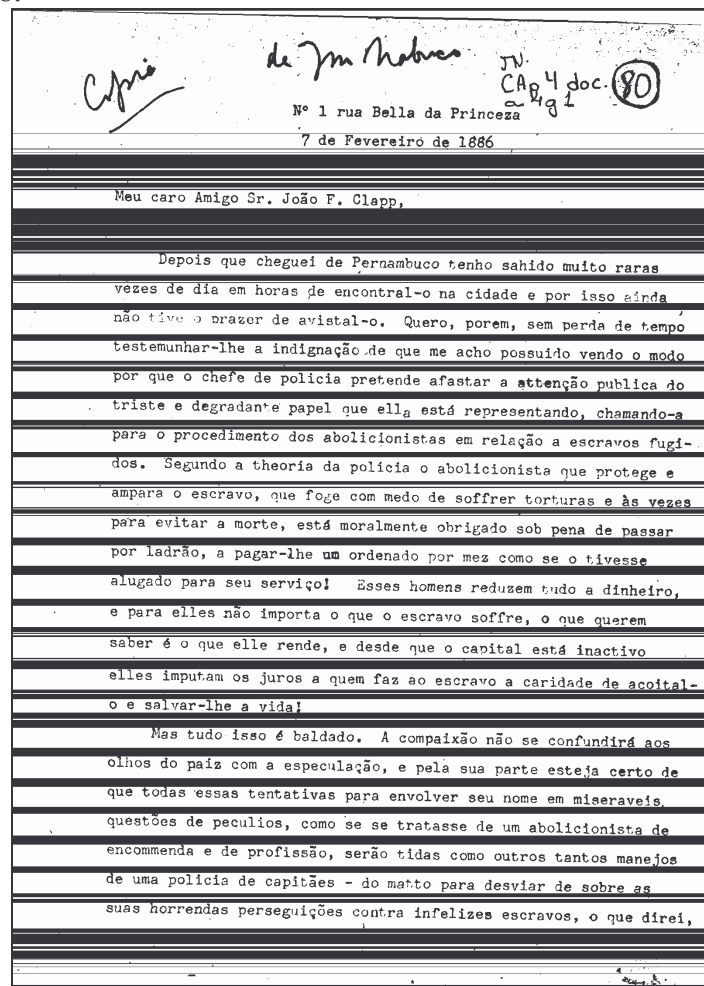 Copia
de Jm Nabuco
JN.
CAp 4 doc. 80
a 4g1
Nº 1 rua Bella da Princeza
7 de Fevereiro de 1886
Meu caro Amigo Sr. João F. Clapp,
Depois que cheguei de Pernambuco tenho sahido muito raras
vezes de dia em horas de encontral-o na cidade e por isso ainda
não tive o prazer de avistal-o. Quero, porem, sem perda de tempo
testemunhar-lhe a indignação de que me acho possuido vendo o modo
por que o chefe de policia pretende afastar a attenção publica do
triste e degradante papel que ella está representando, chamando-a
para o procedimento dos abolicionistas em relação a escravos fugi-
dos. Segundo a theoria da policia o abolicionista que protege e
ampara o escravo, que foge com medo de soffrer torturas e às vezes
para evitar a morte, está moralmente obrigado sob pena de passar
por ladrão, a pagar-lhe um ordenado por mez como se o tivesse
alugado para seu serviço! Esses homens reduzem tudo a dinheiro,
e para elles não importa o que o escravo soffre, o que querem
saber é o que elle rende, e desde que o capital está inactivo
elles imputam os juros a quem faz ao escravo a caridade de acoital-
o e salvar-lhe a vida!
Mas tudo isso é baldado. A compaixão não se confundirá aos
olhos do paiz com a especulação, e pela sua parte esteja certo de
que todas essas tentativas para envolver seu nome em miseraveis
questões de peculios, como se se tratasse de um abolicionista de
encommenda e de profissão, serão tidas como outros tantos manejos
de uma policia de capitães - do matto para desviar de sobre as
suas horrendas perseguições contra infelizes escravos, o que direi,